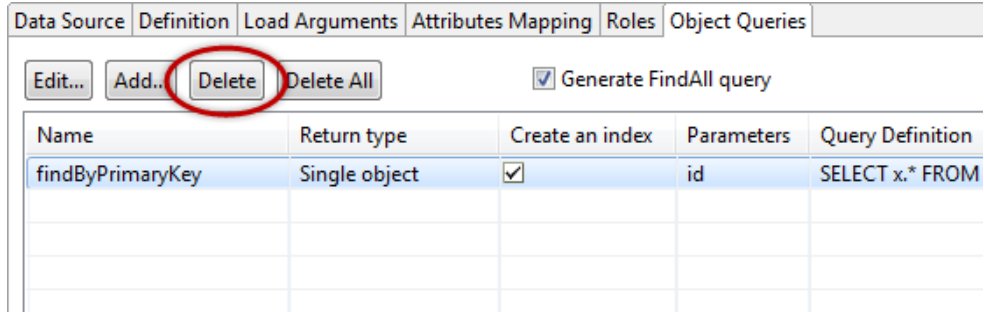 Data Source Definition Load Arguments Attributes Mapping Roles Object Queries
Edit... Add... Delete Delete All Generate FindAll query
Name Return type Create an index Parameters Query Definition
findByPrimaryKey Single object id SELECT x.* FROM